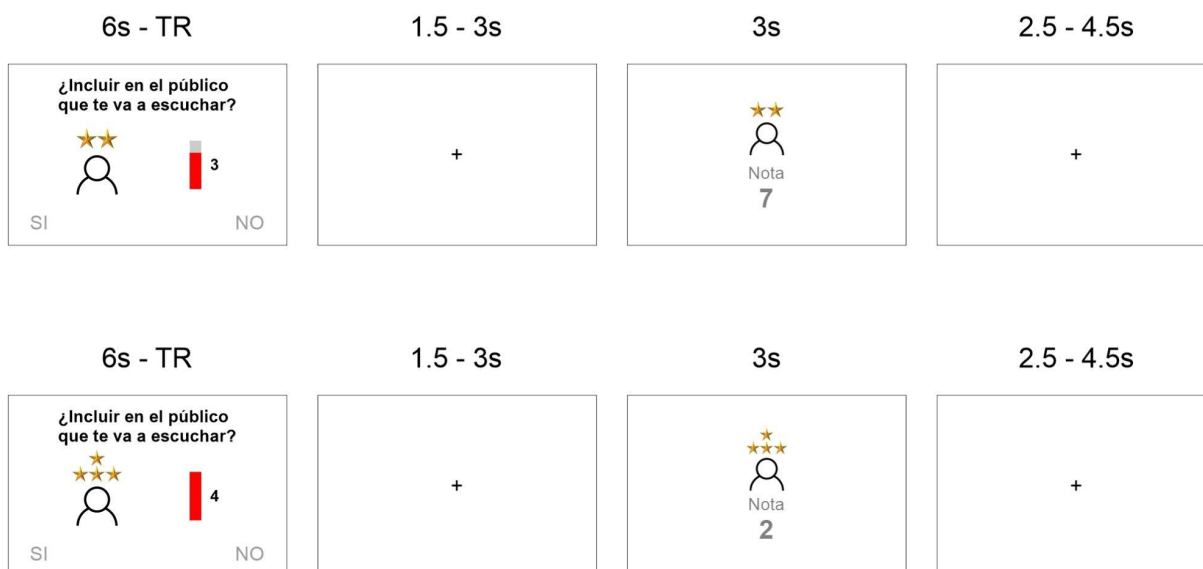 6s - TR
1.5 - 3s
3s
2.5 - 4.5s
¿Incluir en el público
que te va a escuchar?
3
SI
NO
+
Nota
7
+
6s - TR
1.5 - 3s
3s
2.5 - 4.5s
¿Incluir en el público
que te va a escuchar?
4
SI
NO
+
Nota
2
+